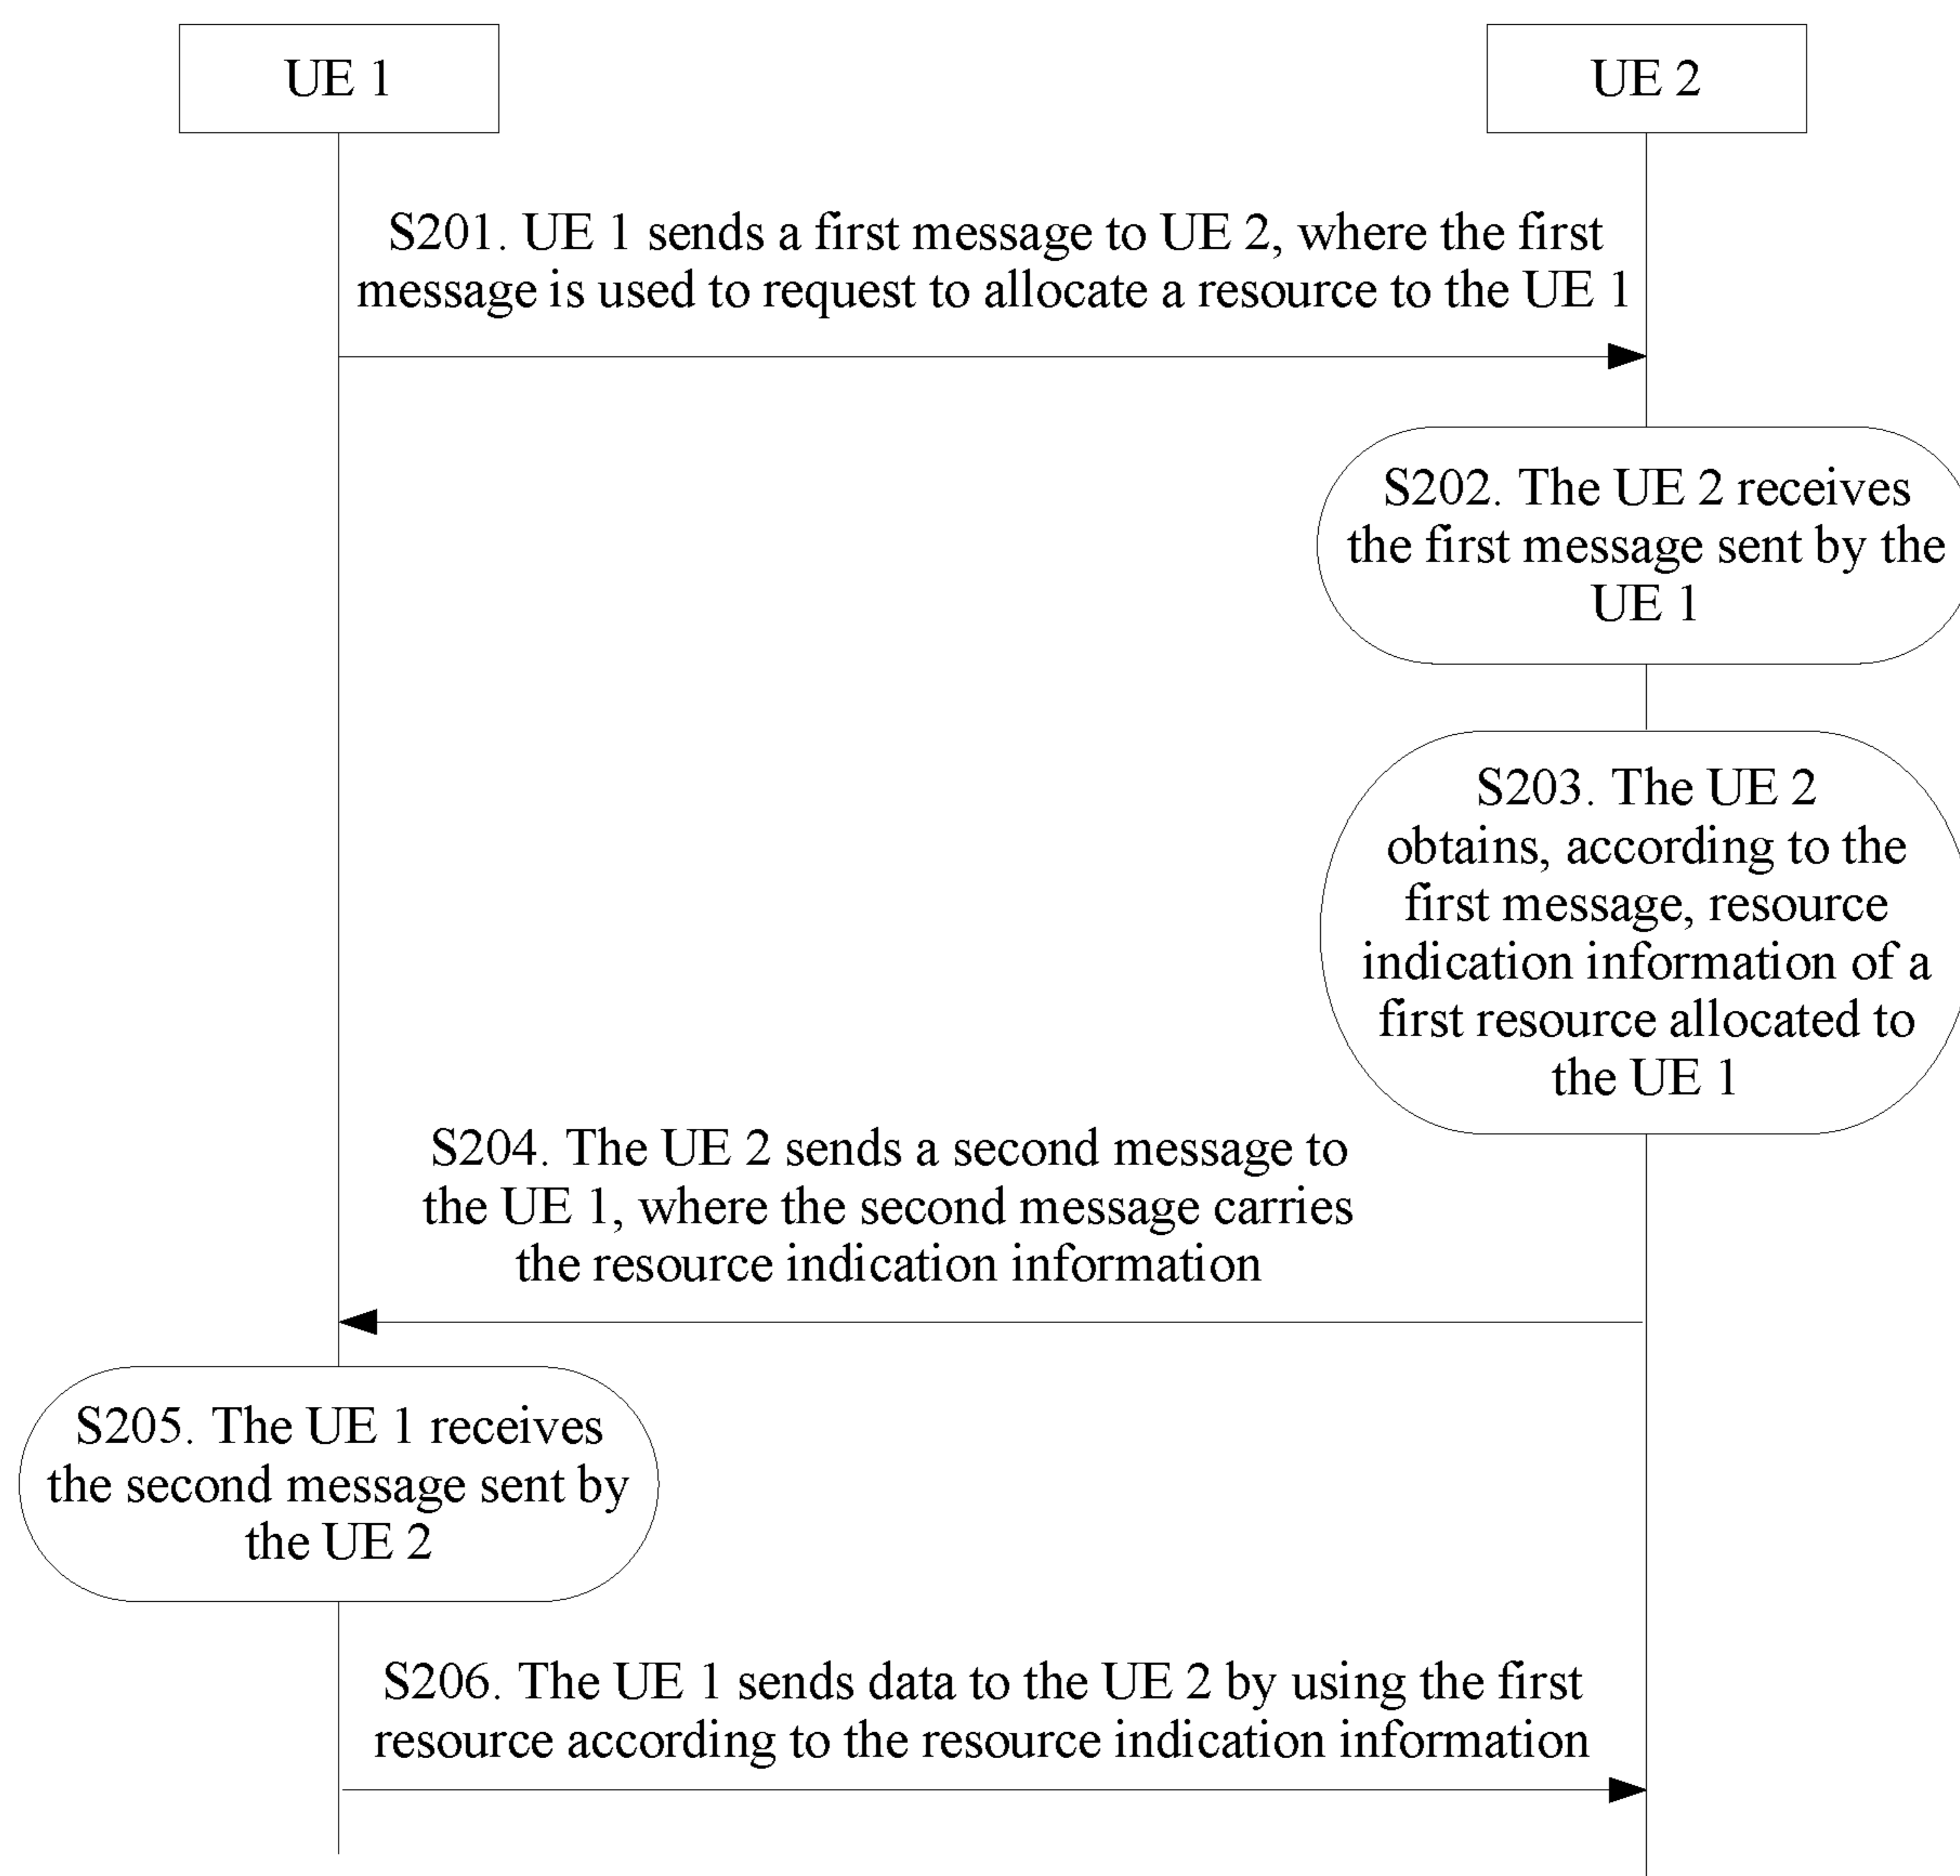 UE 1
UE 2
S201. UE 1 sends a first message to UE 2, where the first
message is used to request to allocate a resource to the UE 1
S202. The UE 2 receives
the first message sent by the
UE 1
S203. The UE 2
obtains, according to the
first message, resource
indication information of a
first resource allocated to
the UE 1
S204. The UE 2 sends a second message to
the UE 1, where the second message carries
the resource indication information
S205. The UE 1 receives
the second message sent by
the UE 2
S206. The UE 1 sends data to the UE 2 by using the first
resource according to the resource indication information